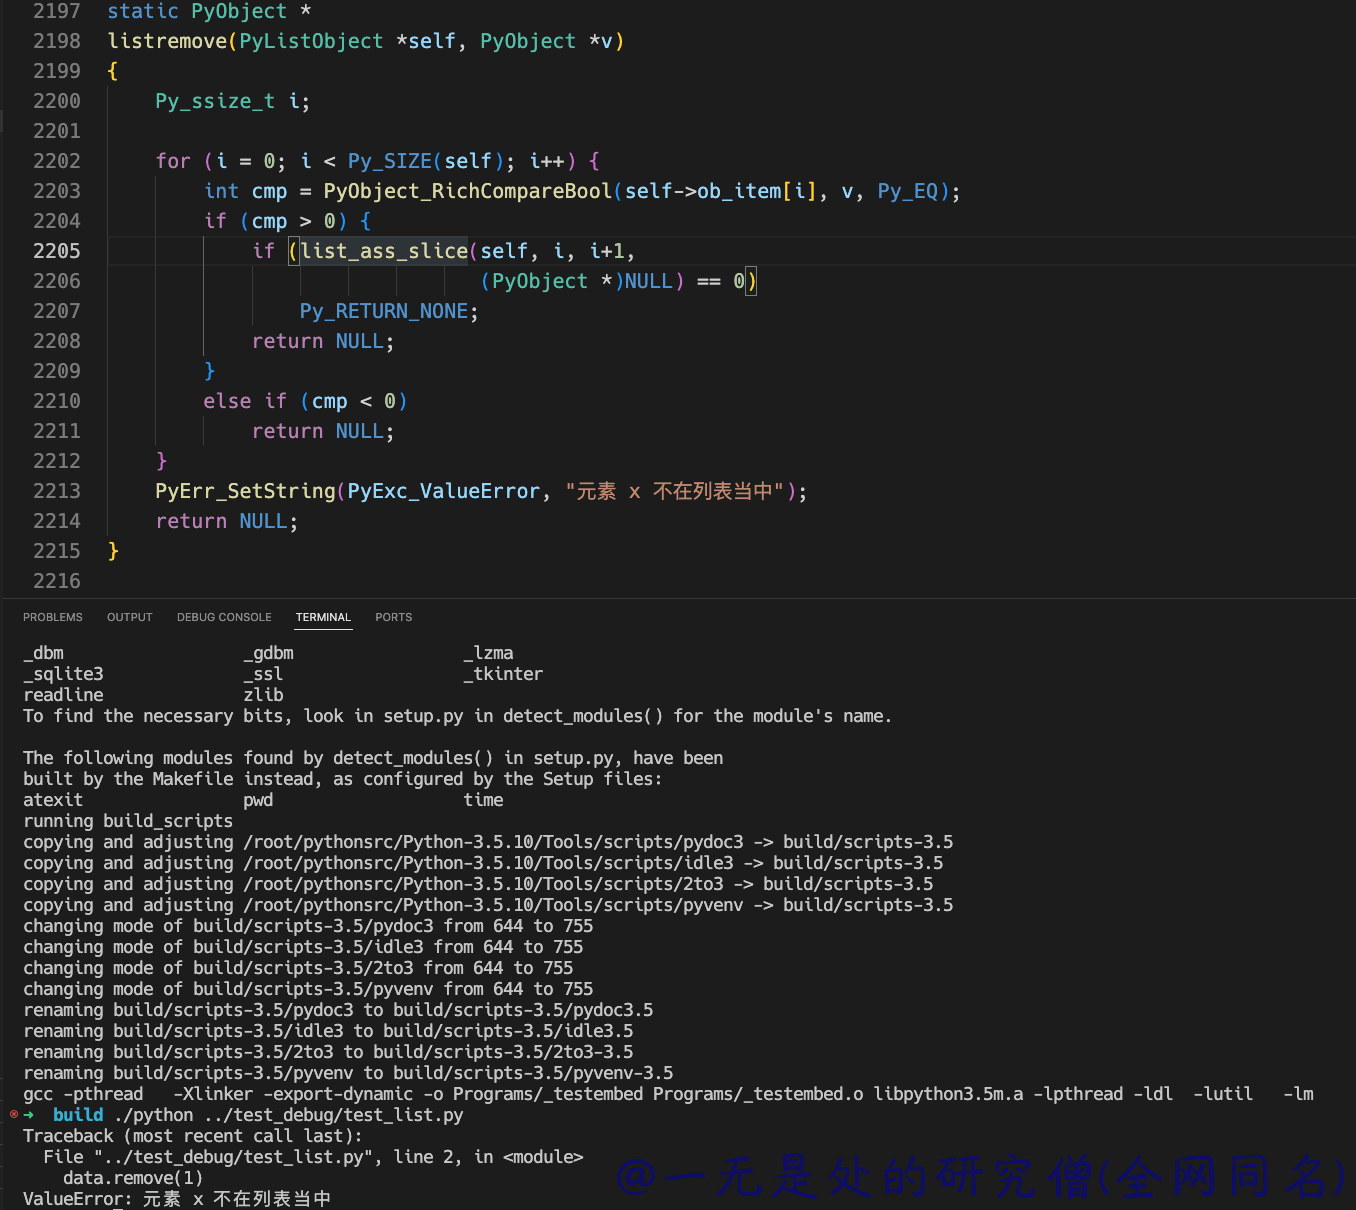 2197 static PyObject *
2198 listremove(PyListObject *self, PyObject *v)
2199 {
2200     Py_ssize_t i;
2201
2202     for (i = 0; i < Py_SIZE(self); i++) {
2203         int cmp = PyObject_RichCompareBool(self->ob_item[i], v, Py_EQ);
2204         if (cmp > 0) {
2205             if (list_ass_slice(self, i, i+1,
2206                                (PyObject *)NULL) == 0)
2207                 Py_RETURN_NONE;
2208             return NULL;
2209         }
2210         else if (cmp < 0)
2211             return NULL;
2212     }
2213     PyErr_SetString(PyExc_ValueError, "元素 x 不在列表当中");
2214     return NULL;
2215 }
2216
PROBLEMS OUTPUT DEBUG CONSOLE TERMINAL PORTS
_dbm                  _gdbm                 _lzma
_sqlite3              _ssl                  _tkinter
readline              zlib
To find the necessary bits, look in setup.py in detect_modules() for the module's name.

The following modules found by detect_modules() in setup.py, have been
built by the Makefile instead, as configured by the Setup files:
atexit                pwd                   time
running build_scripts
copying and adjusting /root/pythonsrc/Python-3.5.10/Tools/scripts/pydoc3 -> build/scripts-3.5
copying and adjusting /root/pythonsrc/Python-3.5.10/Tools/scripts/idle3 -> build/scripts-3.5
copying and adjusting /root/pythonsrc/Python-3.5.10/Tools/scripts/2to3 -> build/scripts-3.5
copying and adjusting /root/pythonsrc/Python-3.5.10/Tools/scripts/pyvenv -> build/scripts-3.5
changing mode of build/scripts-3.5/pydoc3 from 644 to 755
changing mode of build/scripts-3.5/idle3 from 644 to 755
changing mode of build/scripts-3.5/2to3 from 644 to 755
changing mode of build/scripts-3.5/pyvenv from 644 to 755
renaming build/scripts-3.5/pydoc3 to build/scripts-3.5/pydoc3.5
renaming build/scripts-3.5/idle3 to build/scripts-3.5/idle3.5
renaming build/scripts-3.5/2to3 to build/scripts-3.5/2to3-3.5
renaming build/scripts-3.5/pyvenv to build/scripts-3.5/pyvenv-3.5
gcc -pthread   -Xlinker -export-dynamic -o Programs/_testembed Programs/_testembed.o libpython3.5m.a -lpthread -ldl  -lutil   -lm
➜  build ./python ../test_debug/test_list.py
Traceback (most recent call last):
  File "../test_debug/test_list.py", line 2, in <module>
    data.remove(1)
ValueError: 元素 x 不在列表当中
@一无是处的研究僧(全网同名)